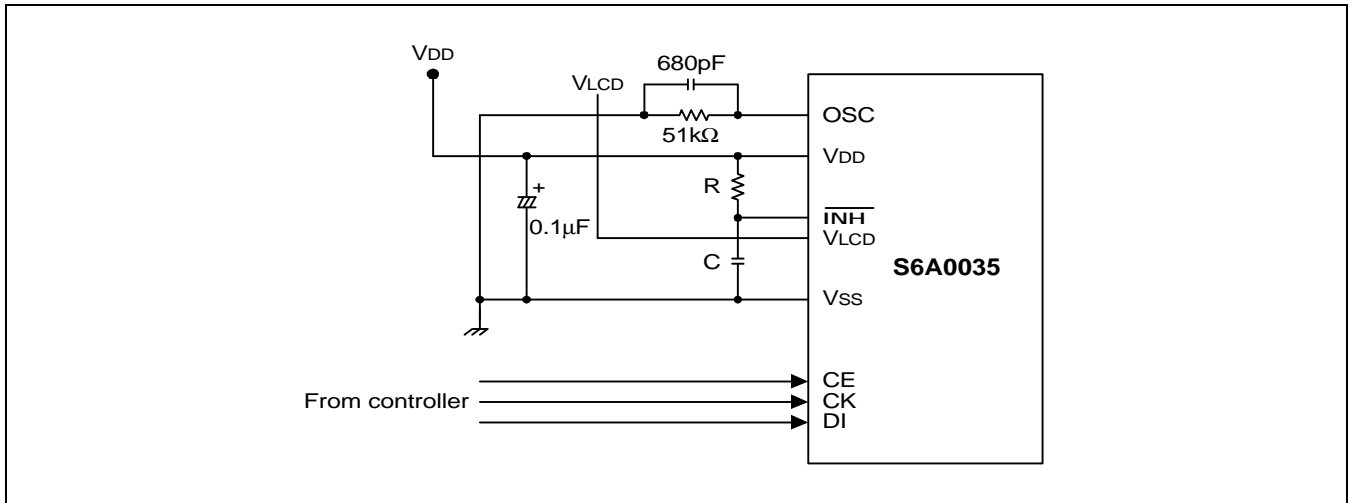 VDD
680pF
VLCD
OSC
51kΩ
VDD
R
+
INH
0.1μF
VLCD
C
S6A0035
VSS
CE
From controller
CK
DI